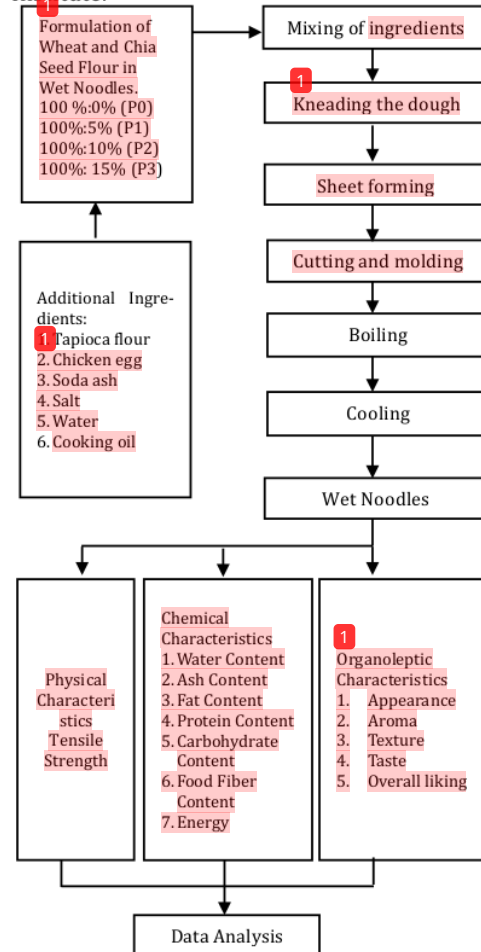 1
Formulation of
Wheat and Chia
Seed Flour in
Wet Noodles.
100 %:0% (P0)
100%:5% (P1)
100%:10% (P2)
100%: 15% (P3)
Mixing of ingredients
1
Kneading the dough
Sheet forming
Cutting and molding
Boiling
Cooling
Wet Noodles
Additional Ingre-
dients:
1
Tapioca flour
2. Chicken egg
3. Soda ash
4. Salt
5. Water
6. Cooking oil
Physical
Characteri
stics
Tensile
Strength
Chemical
Characteristics
1. Water Content
2. Ash Content
3. Fat Content
4. Protein Content
5. Carbohydrate
Content
6. Food Fiber
Content
7. Energy
1
Organoleptic
Characteristics
1. Appearance
2. Aroma
3. Texture
4. Taste
5. Overall liking
Data Analysis